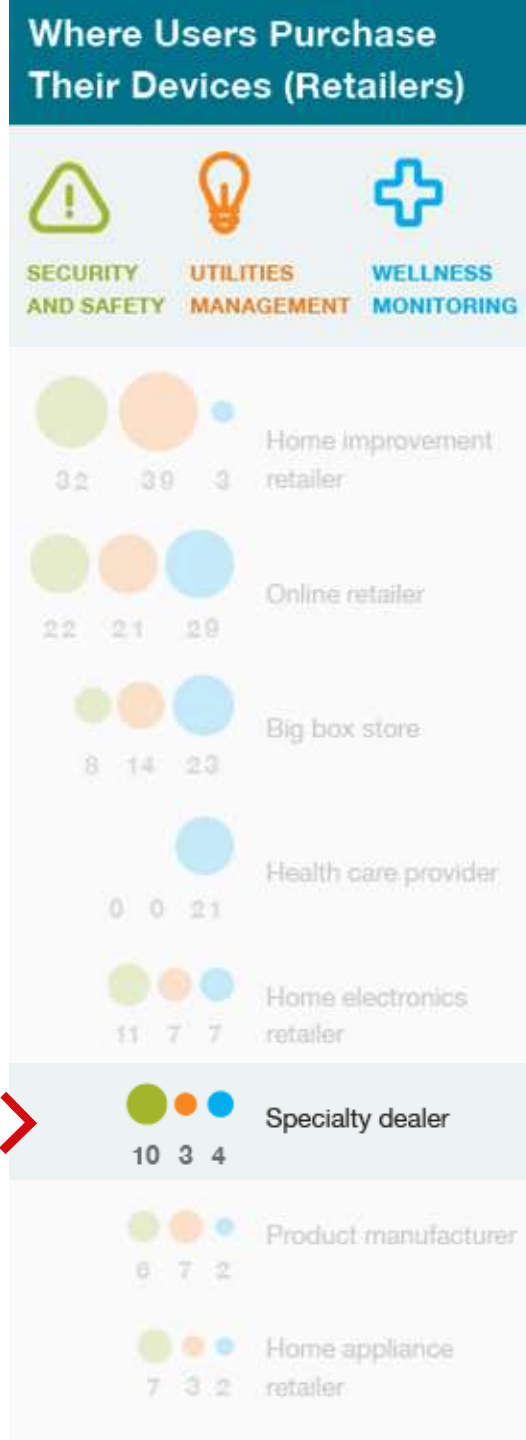 Where Users Purchase
Their Devices (Retailers)
SECURITY
AND SAFETY
UTILITIES
MANAGEMENT
WELLNESS
MONITORING
32 39 3
Home improvement
retailer
22 21 29
Online retailer
8 14 23
Big box store
0 0 21
Health care provider
11 7 7
Home electronics
retailer
10 3 4
Specialty dealer
6 7 2
Product manufacturer
7 3 2
Home appliance
retailer